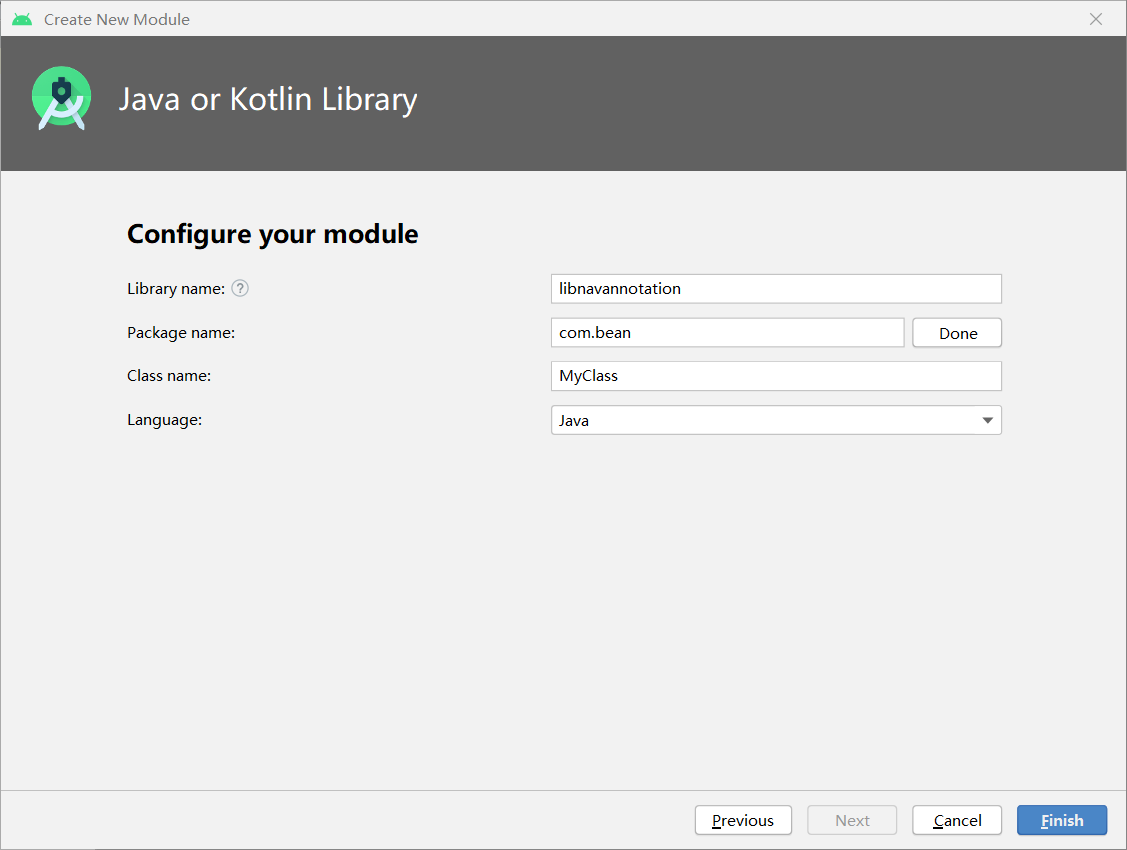 Create New Module
Java or Kotlin Library
Configure your module
Library name: ?
libnavannotation
Package name:
com.bean
Done
Class name:
MyClass
Language:
Java
Previous
Next
Cancel
Finish